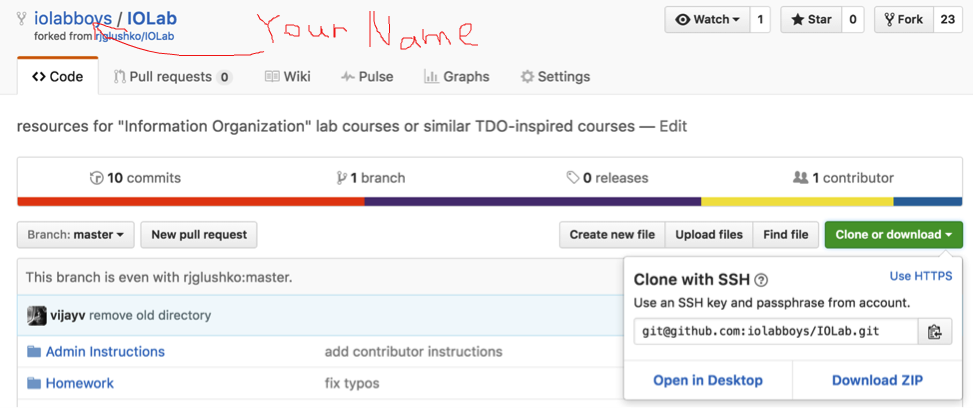 iolabboys / IOLab
forked from rjglushko/IOLab
Your Name
Watch 1 Star 0 Fork 23
<> Code Pull requests 0 Wiki Pulse Graphs Settings
resources for "Information Organization" lab courses or similar TDO-inspired courses — Edit
10 commits 1 branch 0 releases 1 contributor
Branch: master New pull request Create new file Upload files Find file Clone or download
This branch is even with rjglushko:master.
vijayv remove old directory
Admin Instructions add contributor instructions
Homework fix typos
Clone with SSH ? Use HTTPS
Use an SSH key and passphrase from account.
git@github.com:iolabboys/IOLab.git
Open in Desktop Download ZIP